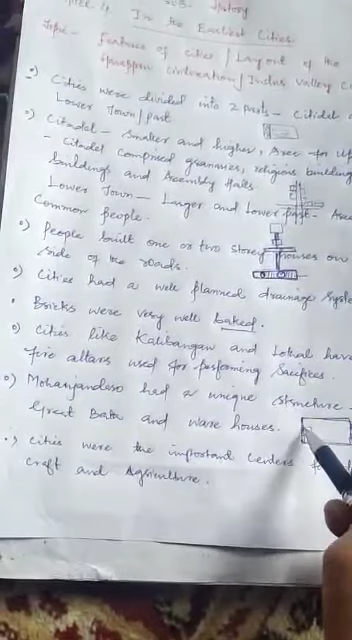 History
In the Earliest Cities
Topic - Features of cities / Layout of the
Harappan Civilization / Indus Valley
Cities were divided into 2 parts - Citidel
Lower Town / part
Citadel - Smaller and higher, Area for
- Citadel comprised granaries, religious building
buildings and Assembly Halls.
Lower Town - Larger and Lower part - Area
Common people.
People built one or two storey houses on
side of the roads.
Cities had a well planned drainage
Bricks were very well baked.
Cities like Kalibangan and Lothal have
fire altars used for performing Sacrifices.
had a unique structure -
Great Bath and ware houses.
Cities were the important Centers
Craft and Agriculture.